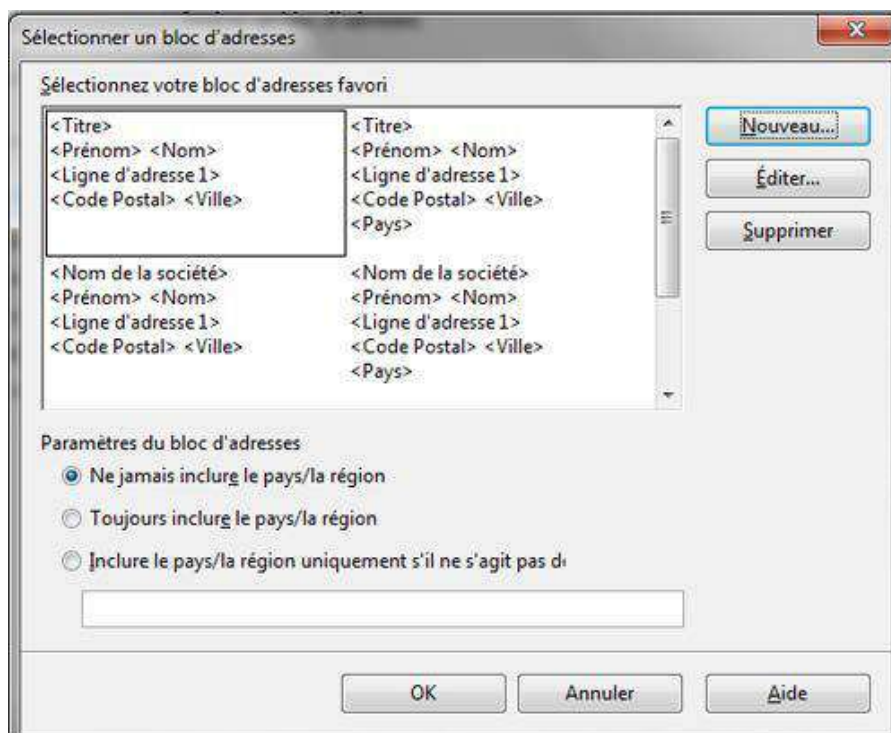 Sélectionner un bloc d'adresses
Sélectionnez votre bloc d'adresses favori
<Titre>
<Prénom> <Nom>
<Ligne d'adresse 1>
<Code Postal> <Ville>
<Titre>
<Prénom> <Nom>
<Ligne d'adresse 1>
<Code Postal> <Ville>
<Pays>
<Nom de la société>
<Prénom> <Nom>
<Ligne d'adresse 1>
<Code Postal> <Ville>
<Nom de la société>
<Prénom> <Nom>
<Ligne d'adresse 1>
<Code Postal> <Ville>
<Pays>
Nouveau...
Éditer...
Supprimer
Paramètres du bloc d'adresses
Ne jamais inclure le pays/la région
Toujours inclure le pays/la région
Inclure le pays/la région uniquement s'il ne s'agit pas d
OK
Annuler
Aide